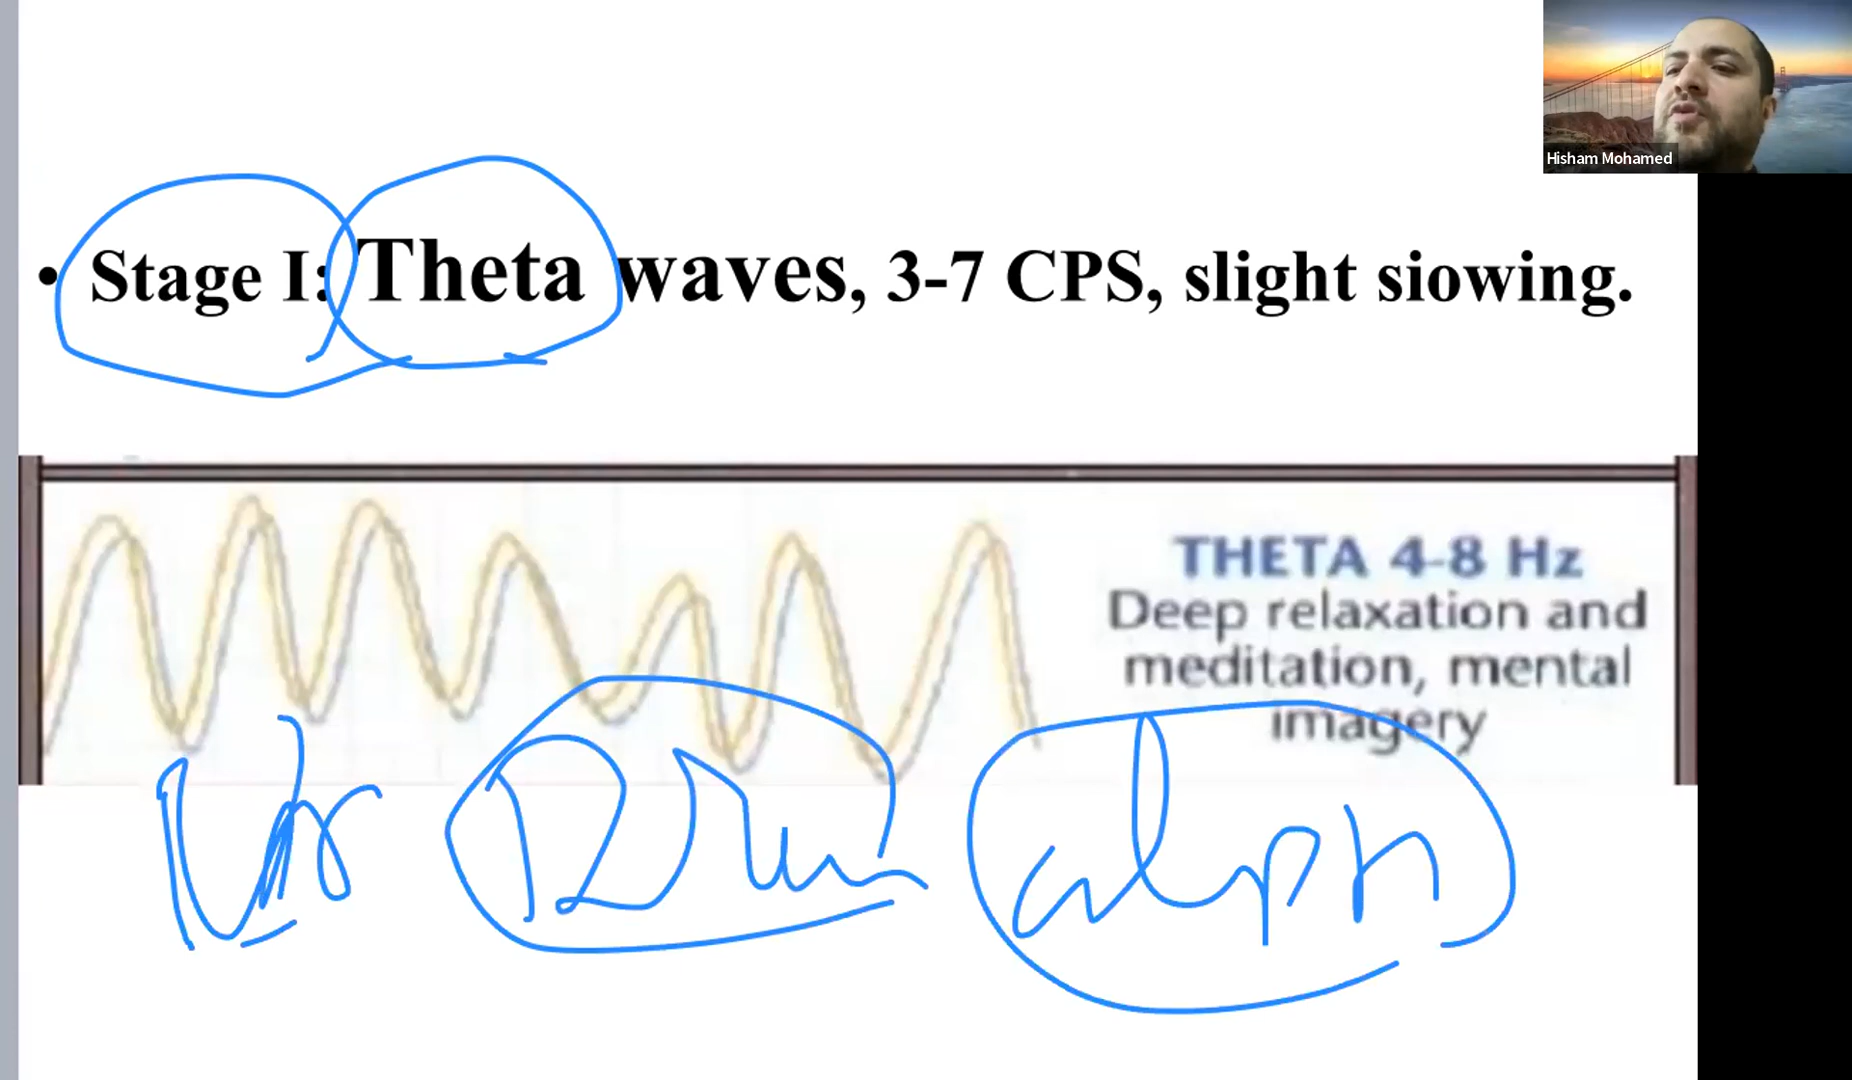 Hisham Mohamed
• Stage I: Theta waves, 3-7 CPS, slight siowing.
THETA 4-8 Hz
Deep relaxation and
meditation, mental
imagery
alph